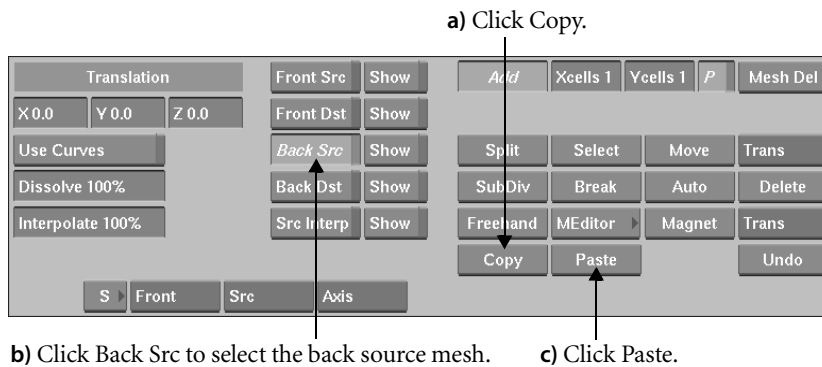 a) Click Copy.
Translation Front Src Show Add Xcells 1 Ycells 1 P Mesh Del
X 0.0 Y 0.0 Z 0.0 Front Dst Show
Use Curves Back Src Show Split Select Move Trans
Dissolve 100% Back Dst Show SubDiv Break Auto Delete
Interpolate 100% Src Interp Show Freehand MEditor Magnet Trans
Copy Paste Undo
S Front Src Axis
b) Click Back Src to select the back source mesh. c) Click Paste.